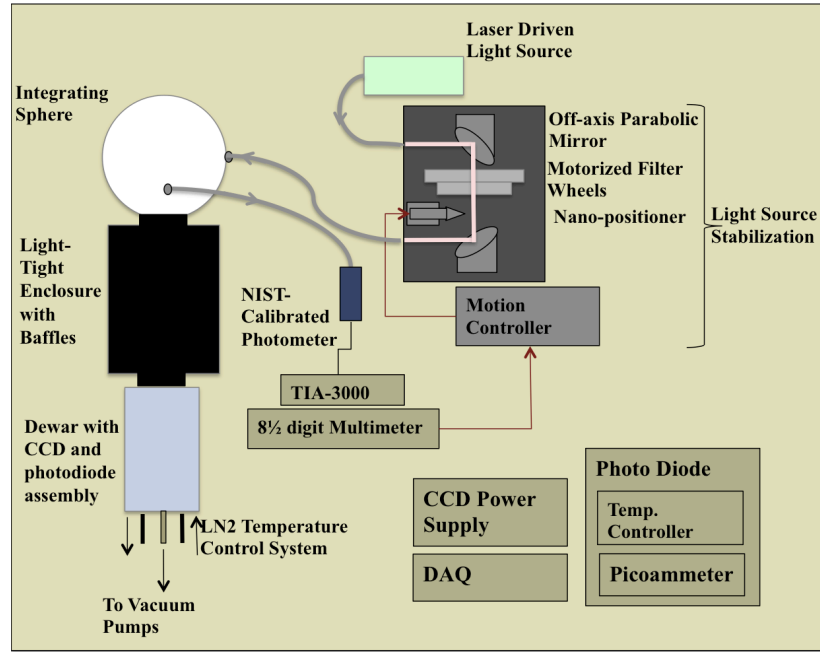 Laser Driven
Light Source
Integrating
Sphere
Off-axis Parabolic
Mirror
Motorized Filter
Wheels
Nano-positioner
Light Source
Stabilization
Light-
Tight
Enclosure
with
Baffles
NIST-
Calibrated
Photometer
Motion
Controller
TIA-3000
8½ digit Multimeter
Dewar with
CCD and
photodiode
assembly
LN2 Temperature
Control System
To Vacuum
Pumps
CCD Power
Supply
DAQ
Photo Diode
Temp.
Controller
Picoammeter